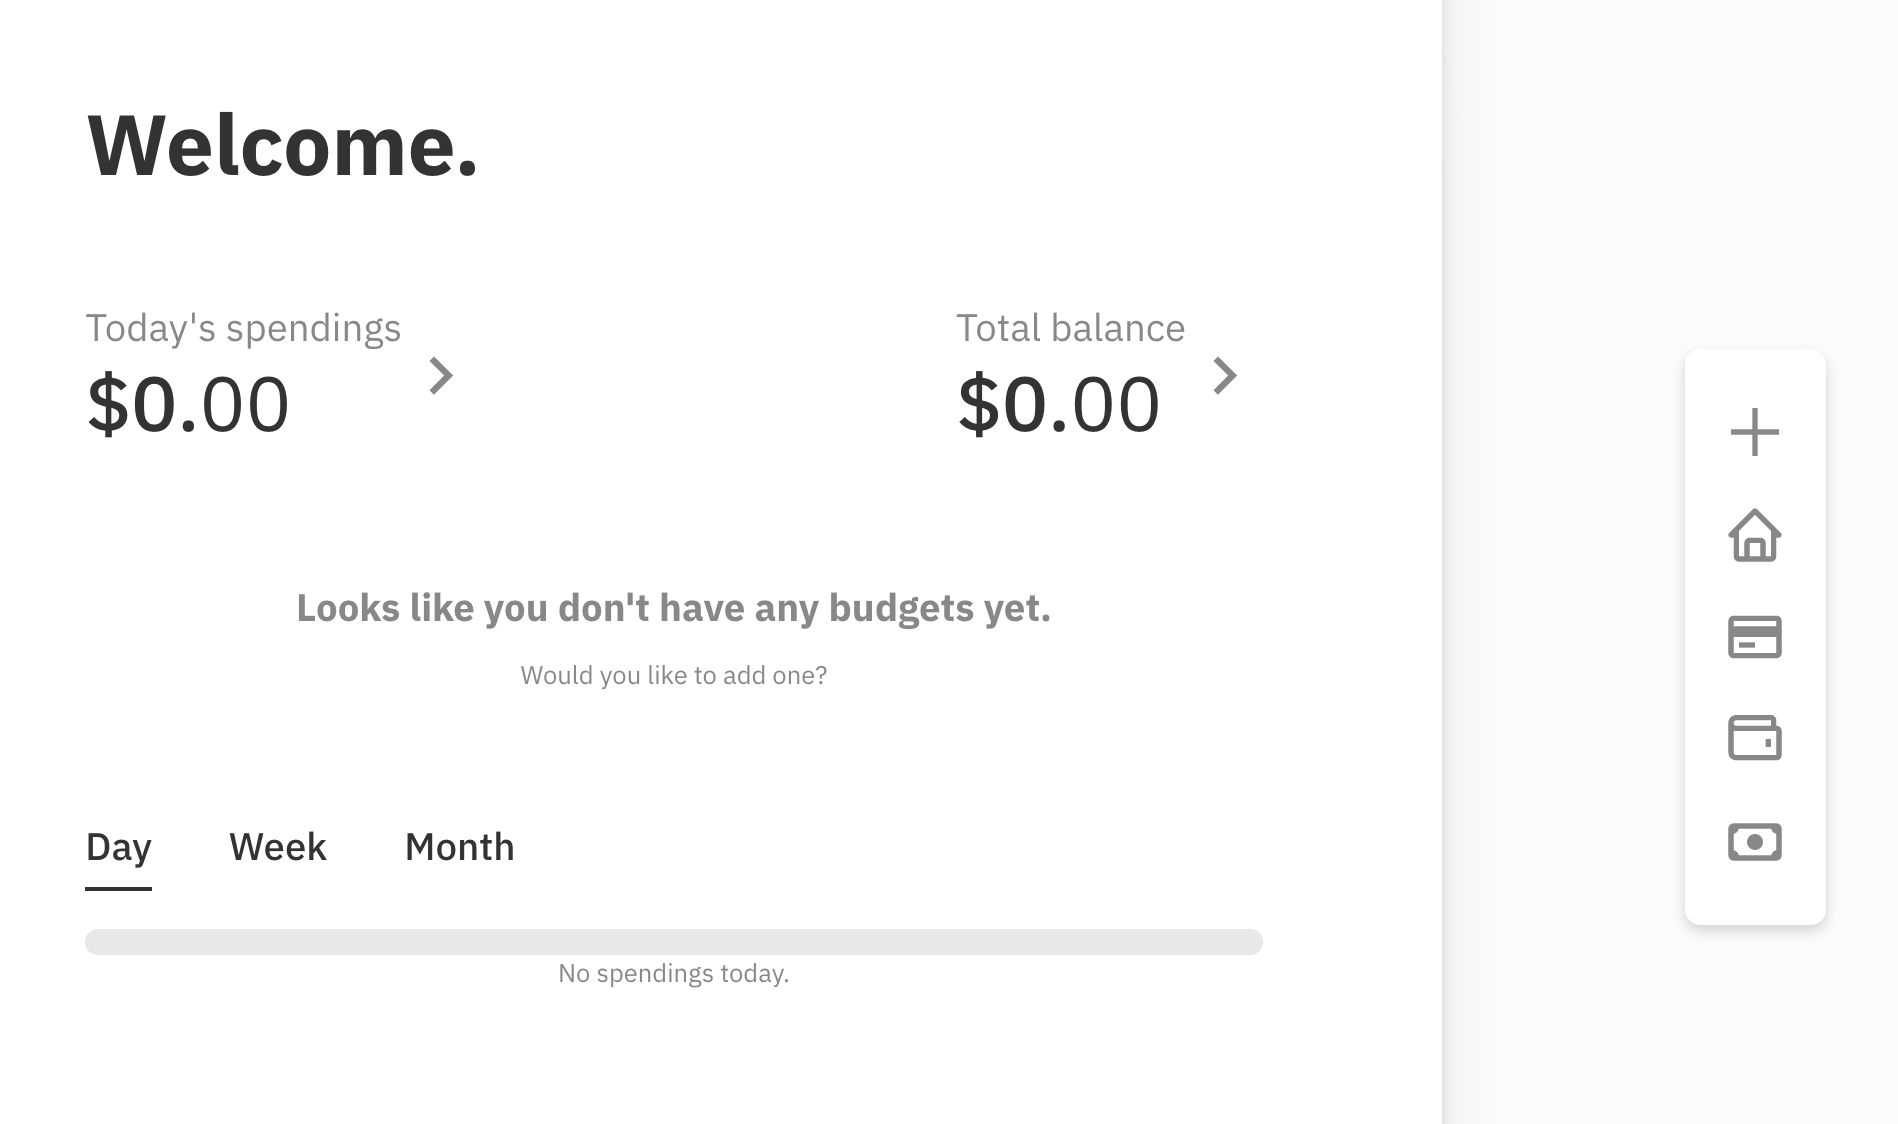 Welcome.
Today's spendings
$0.00
Total balance
$0.00
Looks like you don't have any budgets yet.
Would you like to add one?
Day Week Month
No spendings today.